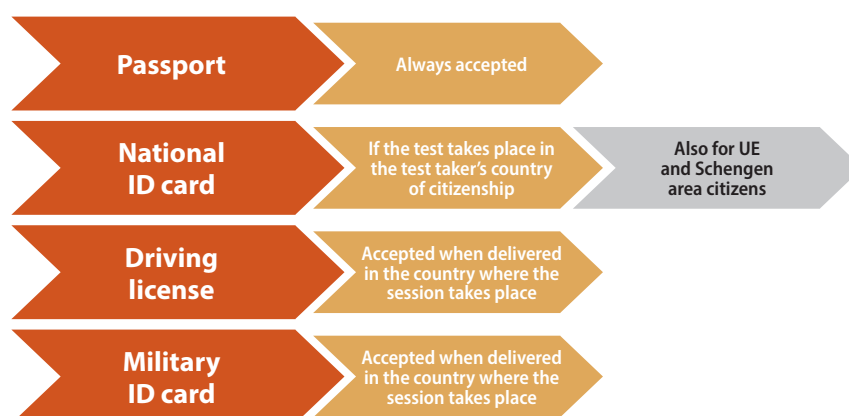 Passport
Always accepted
National
ID card
If the test takes place in
the test taker's country
of citizenship
Also for UE
and Schengen
area citizens
Driving
license
Accepted when delivered
in the country where the
session takes place
Military
ID card
Accepted when delivered
in the country where the
session takes place